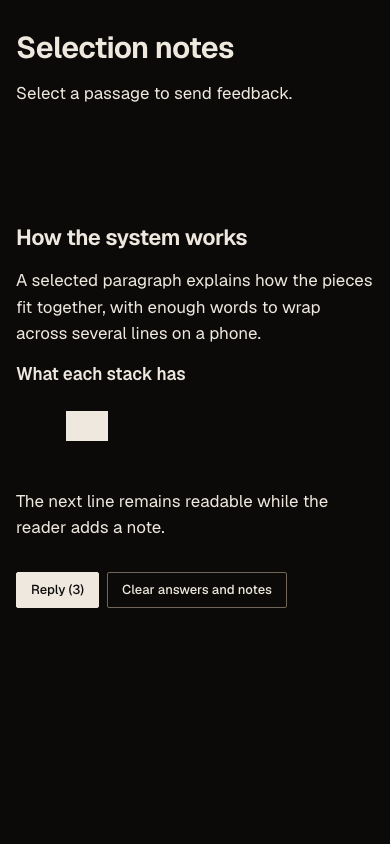 Selection notes
Select a passage to send feedback.
How the system works
A selected paragraph explains how the pieces
fit together, with enough words to wrap
across several lines on a phone.
What each stack has
The next line remains readable while the
reader adds a note.
Reply (3)
Clear answers and notes